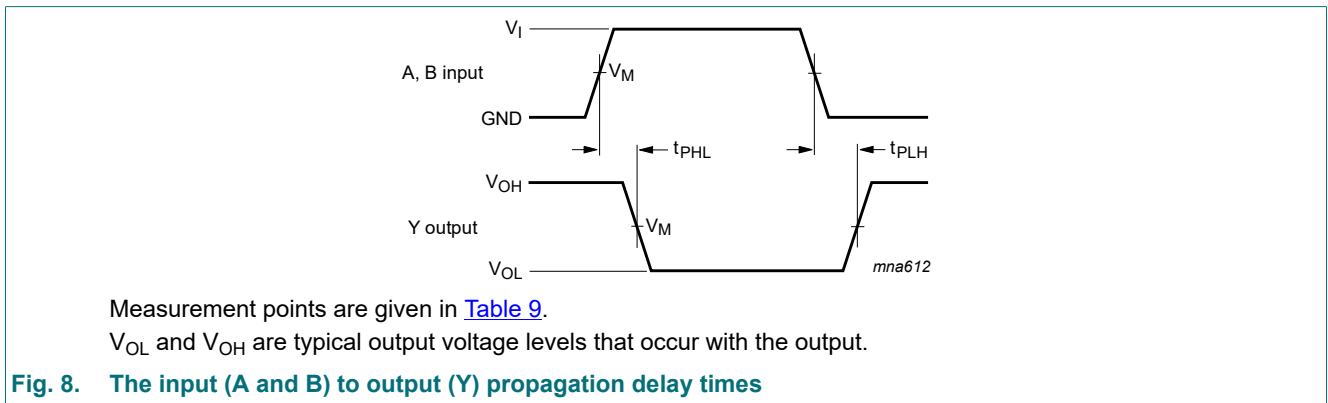 VI
A, B input
VM
GND
tPHL
tPLH
VOH
Y output
VM
VOL
mna612
Measurement points are given in Table 9.
VOL and VOH are typical output voltage levels that occur with the output.
Fig. 8. The input (A and B) to output (Y) propagation delay times